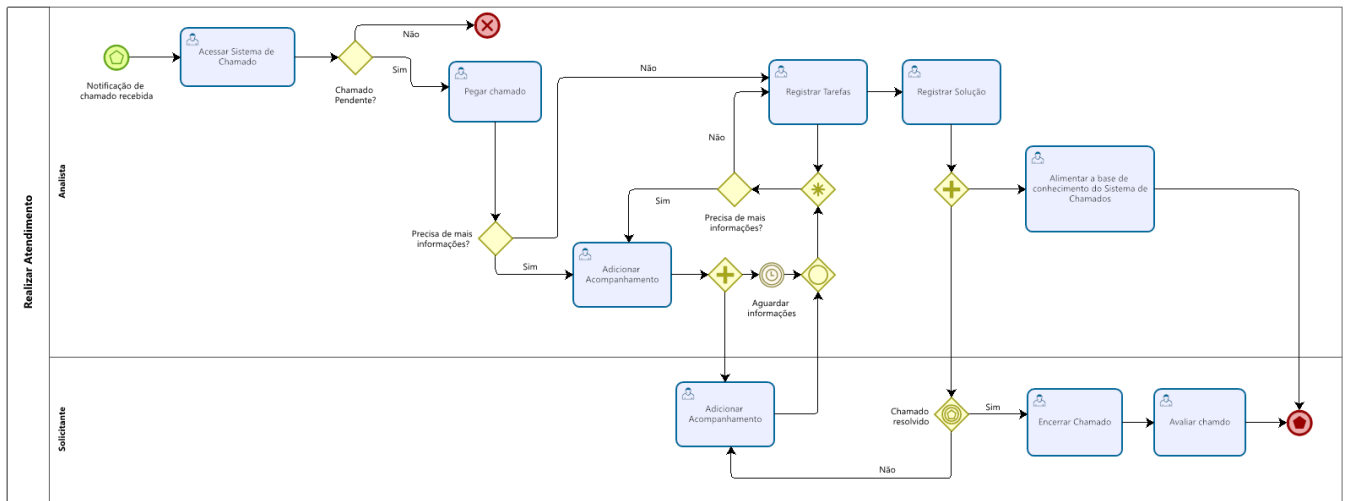 Realizar Atendimento
Analista
Notificação de
chamado recebida
Acessar Sistema de
Chamado
Chamado
Pendente?
Não
Sim
Pegar chamado
Não
Registrar Tarefas
Registrar Solução
Não
Precisa de mais
informações?
Sim
Precisa de mais
informações?
Sim
Adicionar
Acompanhamento
Aguardar
informações
Alimentar a base de
conhecimento do Sistema de
Chamados
Solicitante
Adicionar
Acompanhamento
Chamado
resolvido
Sim
Não
Encerrar Chamado
Avaliar chamdo